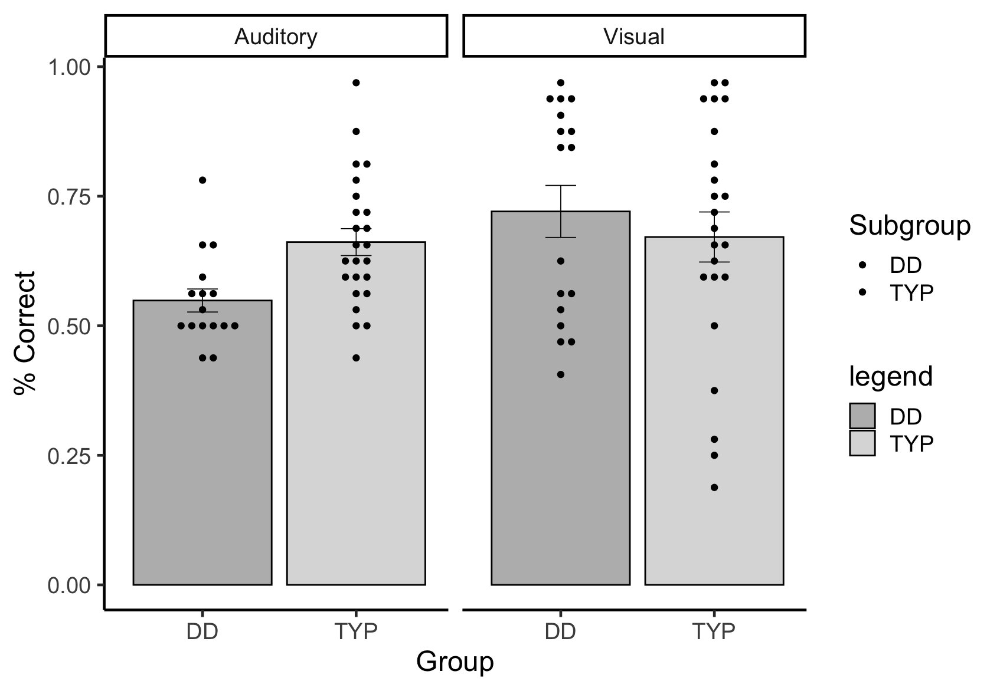 Auditory
Visual
1.00
0.75
0.50
0.25
0.00
% Correct
DD
TYP
DD
TYP
Group
Subgroup
DD
TYP
legend
DD
TYP